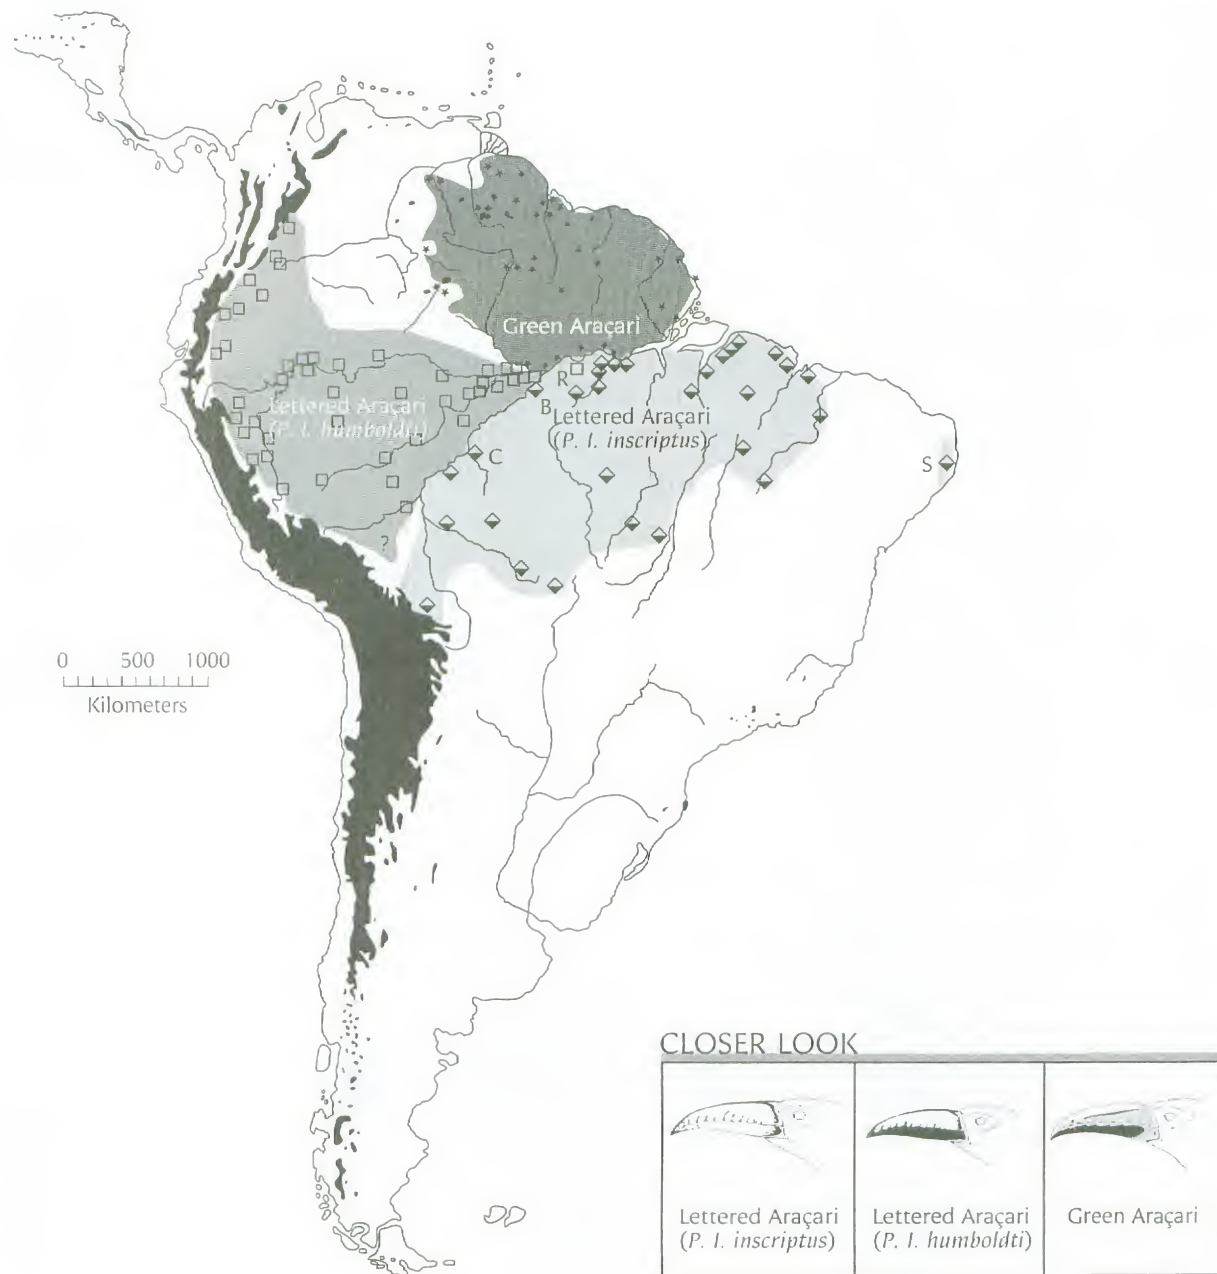 Green Araçari
R
Lettered Araçari
(P. l. humboldti)
B
Lettered Araçari
(P. l. inscriptus)
C
S
?
0 500 1000
Kilometers
CLOSER LOOK
Lettered Araçari
(P. l. inscriptus)
Lettered Araçari
(P. l. humboldti)
Green Araçari